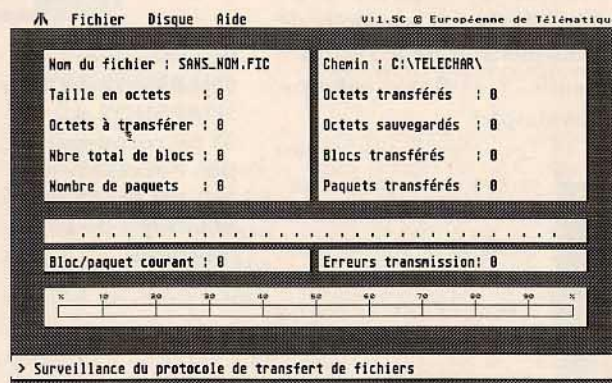 Fichier Disque Aide V:1.5C © Européenne de Télématique
Nom du fichier : SANS_NOM.FIC
Taille en octets : 0
Octets à transférer : 0
Nbre total de blocs : 0
Nombre de paquets : 0
Chemin : C:\TELECHAR\
Octets transférés : 0
Octets sauvegardés : 0
Blocs transférés : 0
Paquets transférés : 0
Bloc/paquet courant : 0
Erreurs transmission: 0
% 10 20 30 40 50 60 70 80 90 %
> Surveillance du protocole de transfert de fichiers